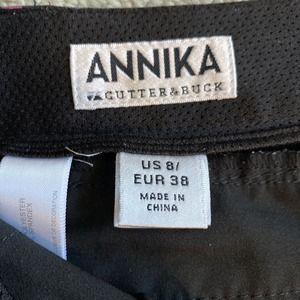 ANNIKA
CUTTER & BUCK
US 8/
EUR 38
MADE IN
CHINA